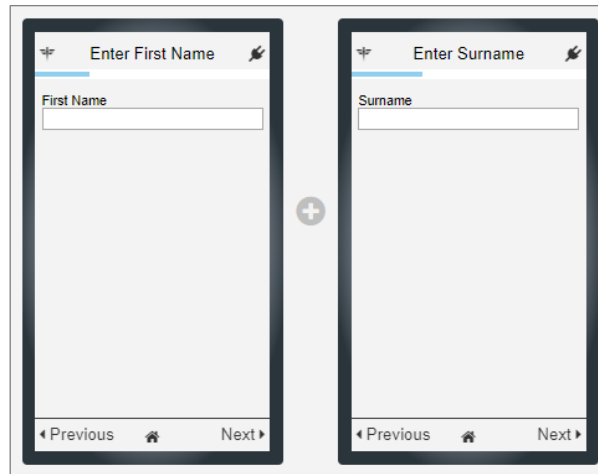 Enter First Name
First Name
Previous
Next
Enter Surname
Surname
Previous
Next